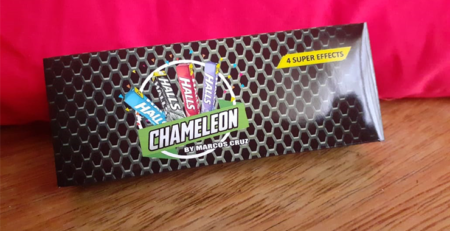 4 SUPER EFFECTS
HALLS
HALLS
HALLS
HALLS
CHAMELEON
BY MARCOS CRUZ